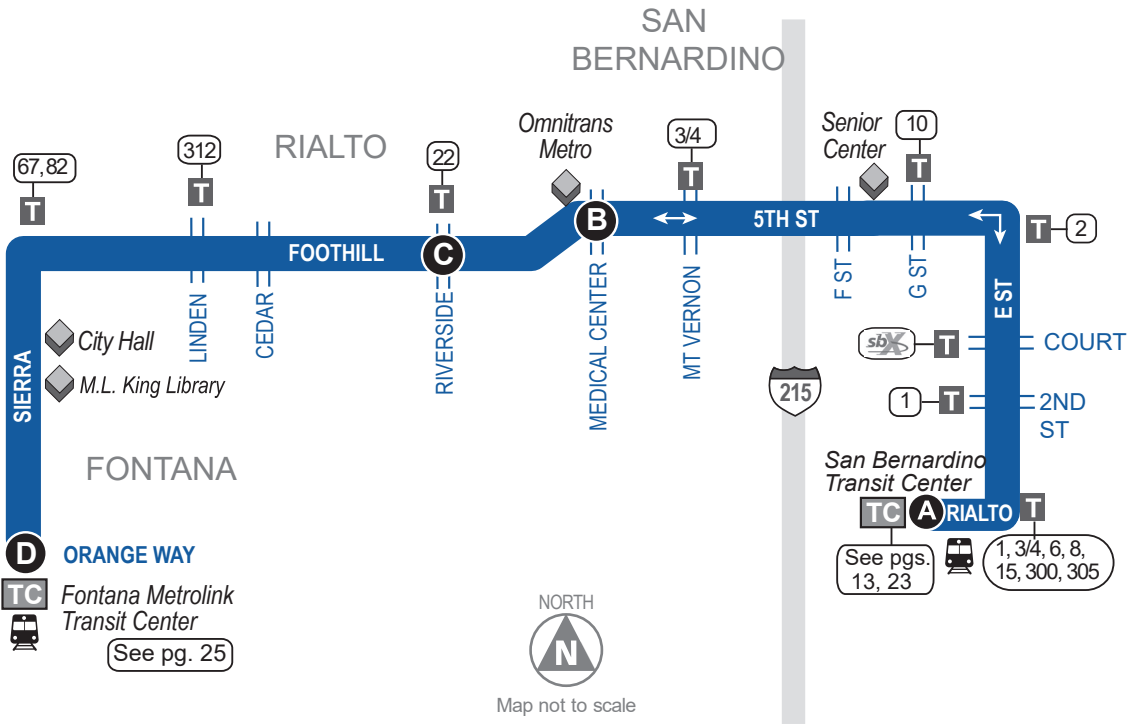 SAN
BERNARDINO
RIALTO
Omnitrans
Metro
Senior
Center
67, 82
T
312
T
22
T
3/4
T
10
T
T
2
FOOTHILL
5TH ST
B
C
LINDEN
CEDAR
RIVERSIDE
MEDICAL CENTER
MT VERNON
F ST
G ST
E ST
SIERRA
City Hall
M.L. King Library
sbX
T
COURT
215
1
T
2ND
ST
FONTANA
San Bernardino
Transit Center
TC
A
RIALTO
T
See pgs.
13, 23
1, 3/4, 6, 8,
15, 300, 305
D
ORANGE WAY
TC
Fontana Metrolink
Transit Center
See pg. 25
NORTH
N
Map not to scale